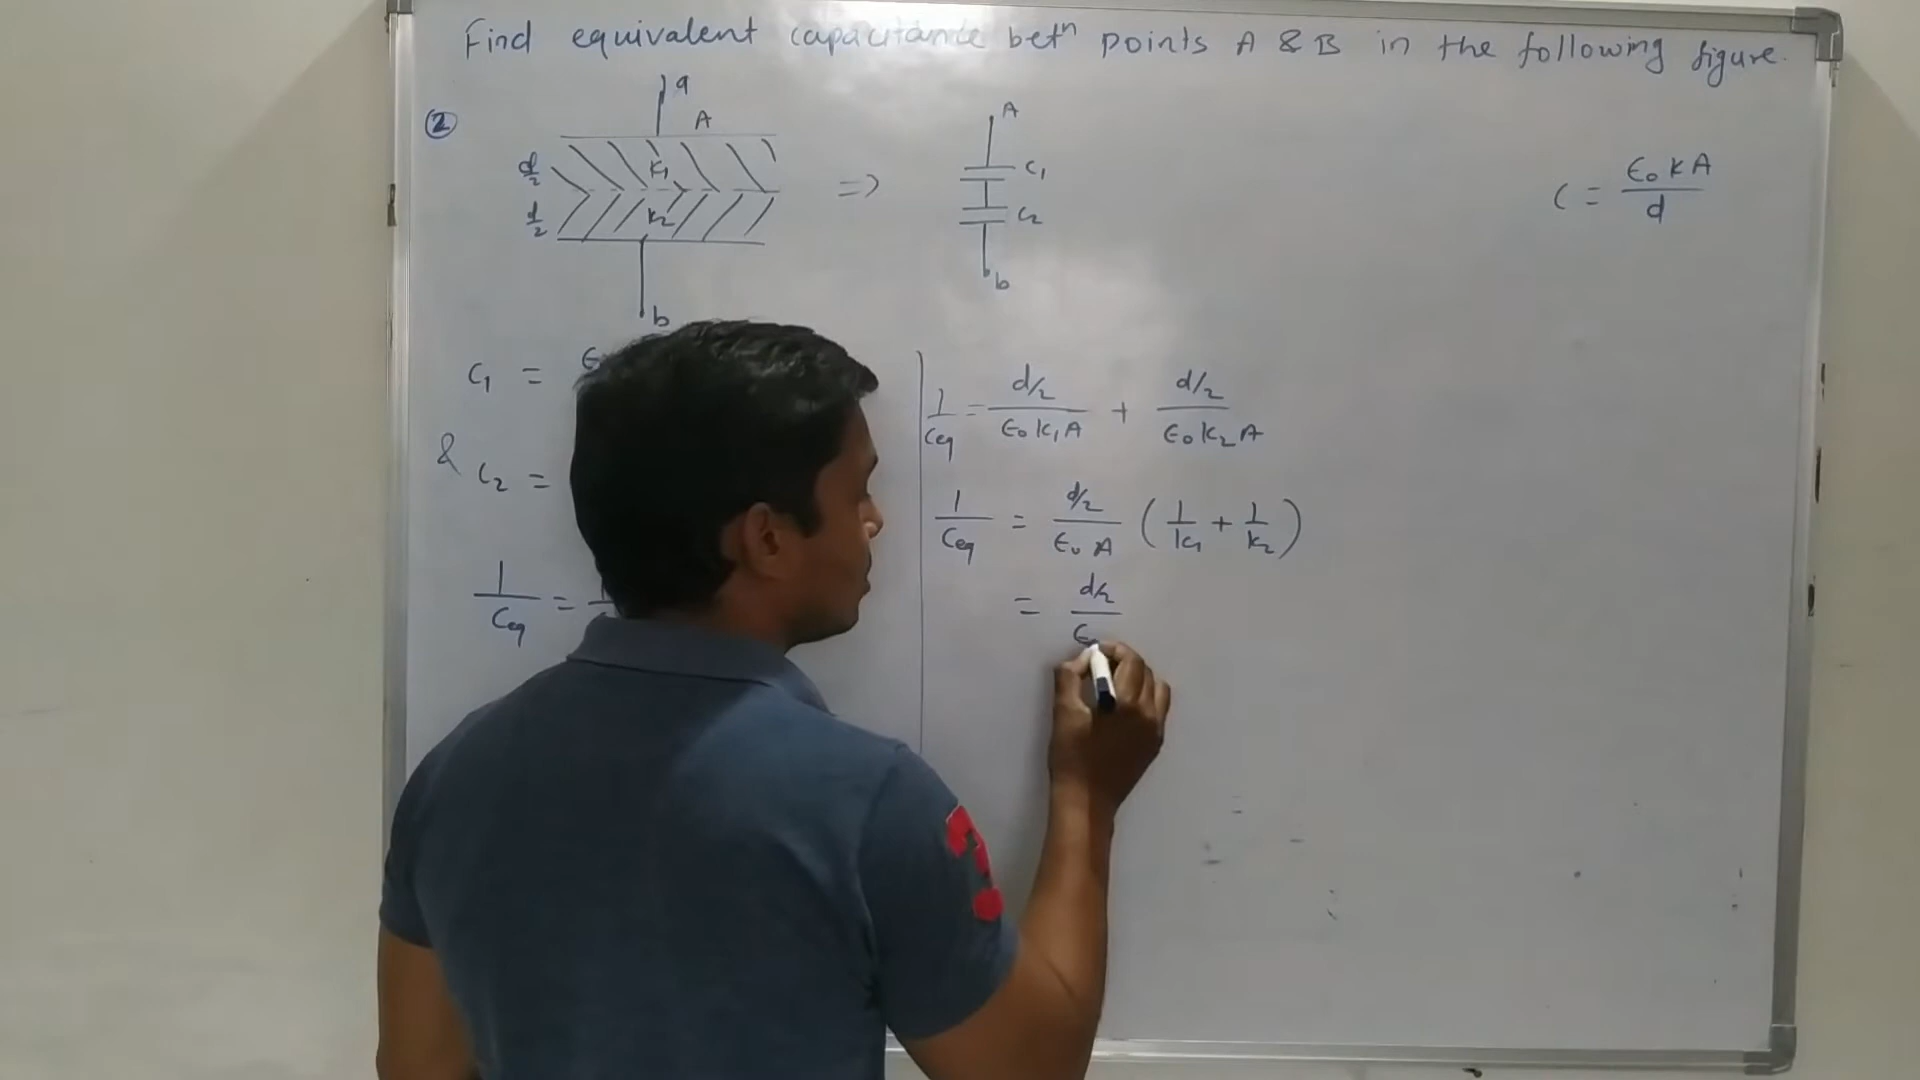 Find equivalent capacitance betⁿ points A & B in the following figure.
②
a
A
d/2
K₁
d/2
K₂
b
=>
A
C₁
C₂
b
C = ϵ₀ K A / d
C₁ = ϵ
& C₂ =
1/Ceq =
1/Ceq = d/2 / ϵ₀ K₁ A + d/2 / ϵ₀ K₂ A
1/Ceq = d/2 / ϵ₀ A (1/K₁ + 1/K₂)
= d/2 / ϵ